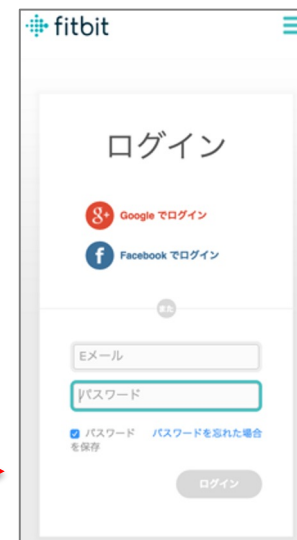 fitbit
ログイン
Google でログイン
Facebook でログイン
また
Eメール
パスワード
パスワード
を保存
パスワードを忘れた場合
ログイン